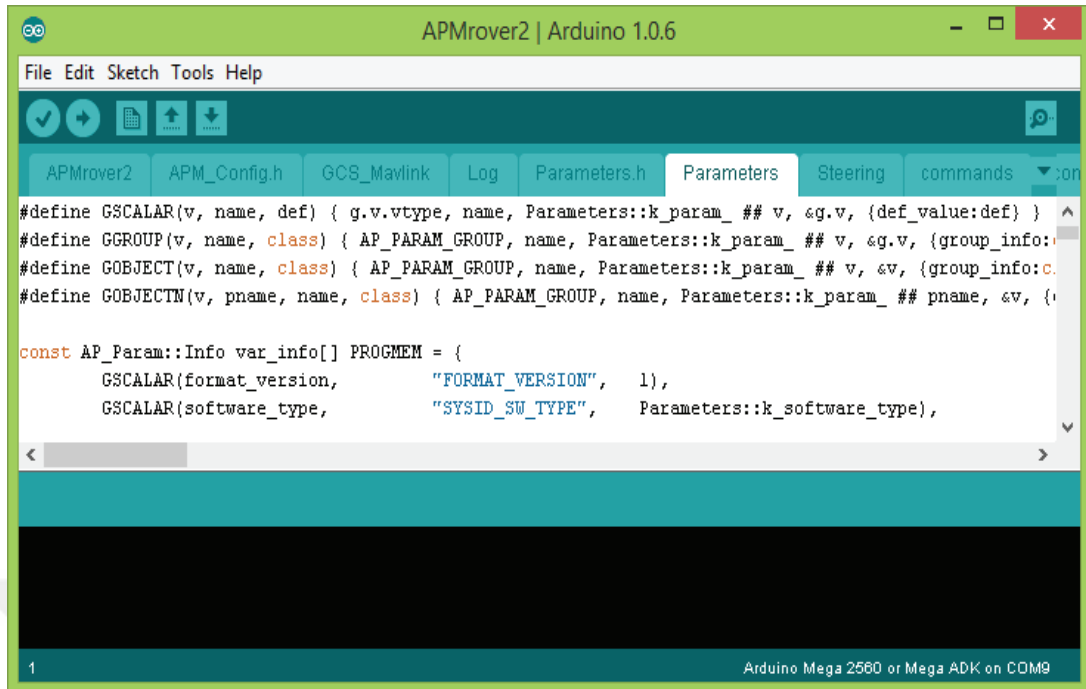 APMrover2 | Arduino 1.0.6
File Edit Sketch Tools Help
APMrover2 APM_Config.h GCS_Mavlink Log Parameters.h Parameters Steering commands con
#define GSCALAR(v, name, def) { g.v.vtype, name, Parameters::k_param_ ## v, &g.v, {def_value:def} }
#define GGROUP(v, name, class) { AP_PARAM_GROUP, name, Parameters::k_param_ ## v, &g.v, {group_info:
#define GOBJECT(v, name, class) { AP_PARAM_GROUP, name, Parameters::k_param_ ## v, &v, {group_info:c
#define GOBJECTN(v, pname, name, class) { AP_PARAM_GROUP, name, Parameters::k_param_ ## pname, &v, {
const AP_Param::Info var_info[] PROGMEM = {
GSCALAR(format_version, "FORMAT_VERSION", 1),
GSCALAR(software_type, "SYSID_SW_TYPE", Parameters::k_software_type),
1 Arduino Mega 2560 or Mega ADK on COM9